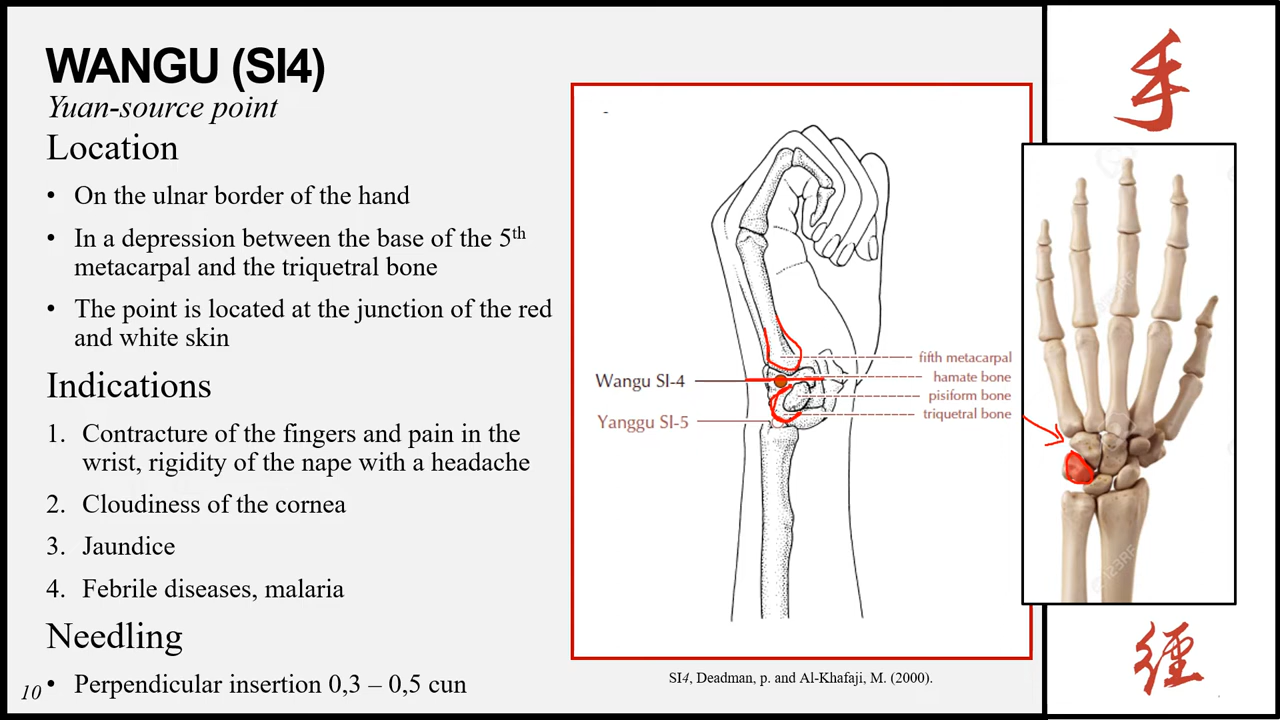 WANGU (SI4)
Yuan-source point
Location
• On the ulnar border of the hand
• In a depression between the base of the 5th
metacarpal and the triquetral bone
• The point is located at the junction of the red
and white skin
Indications
1. Contracture of the fingers and pain in the
wrist, rigidity of the nape with a headache
2. Cloudiness of the cornea
3. Jaundice
4. Febrile diseases, malaria
Needling
• Perpendicular insertion 0,3 – 0,5 cun
10
fifth metacarpal
Wangu SI-4
hamate bone
pisiform bone
triquetral bone
Yanggu SI-5
SI4, Deadman, p. and Al-Khafaji, M. (2000).
手
123RF
經